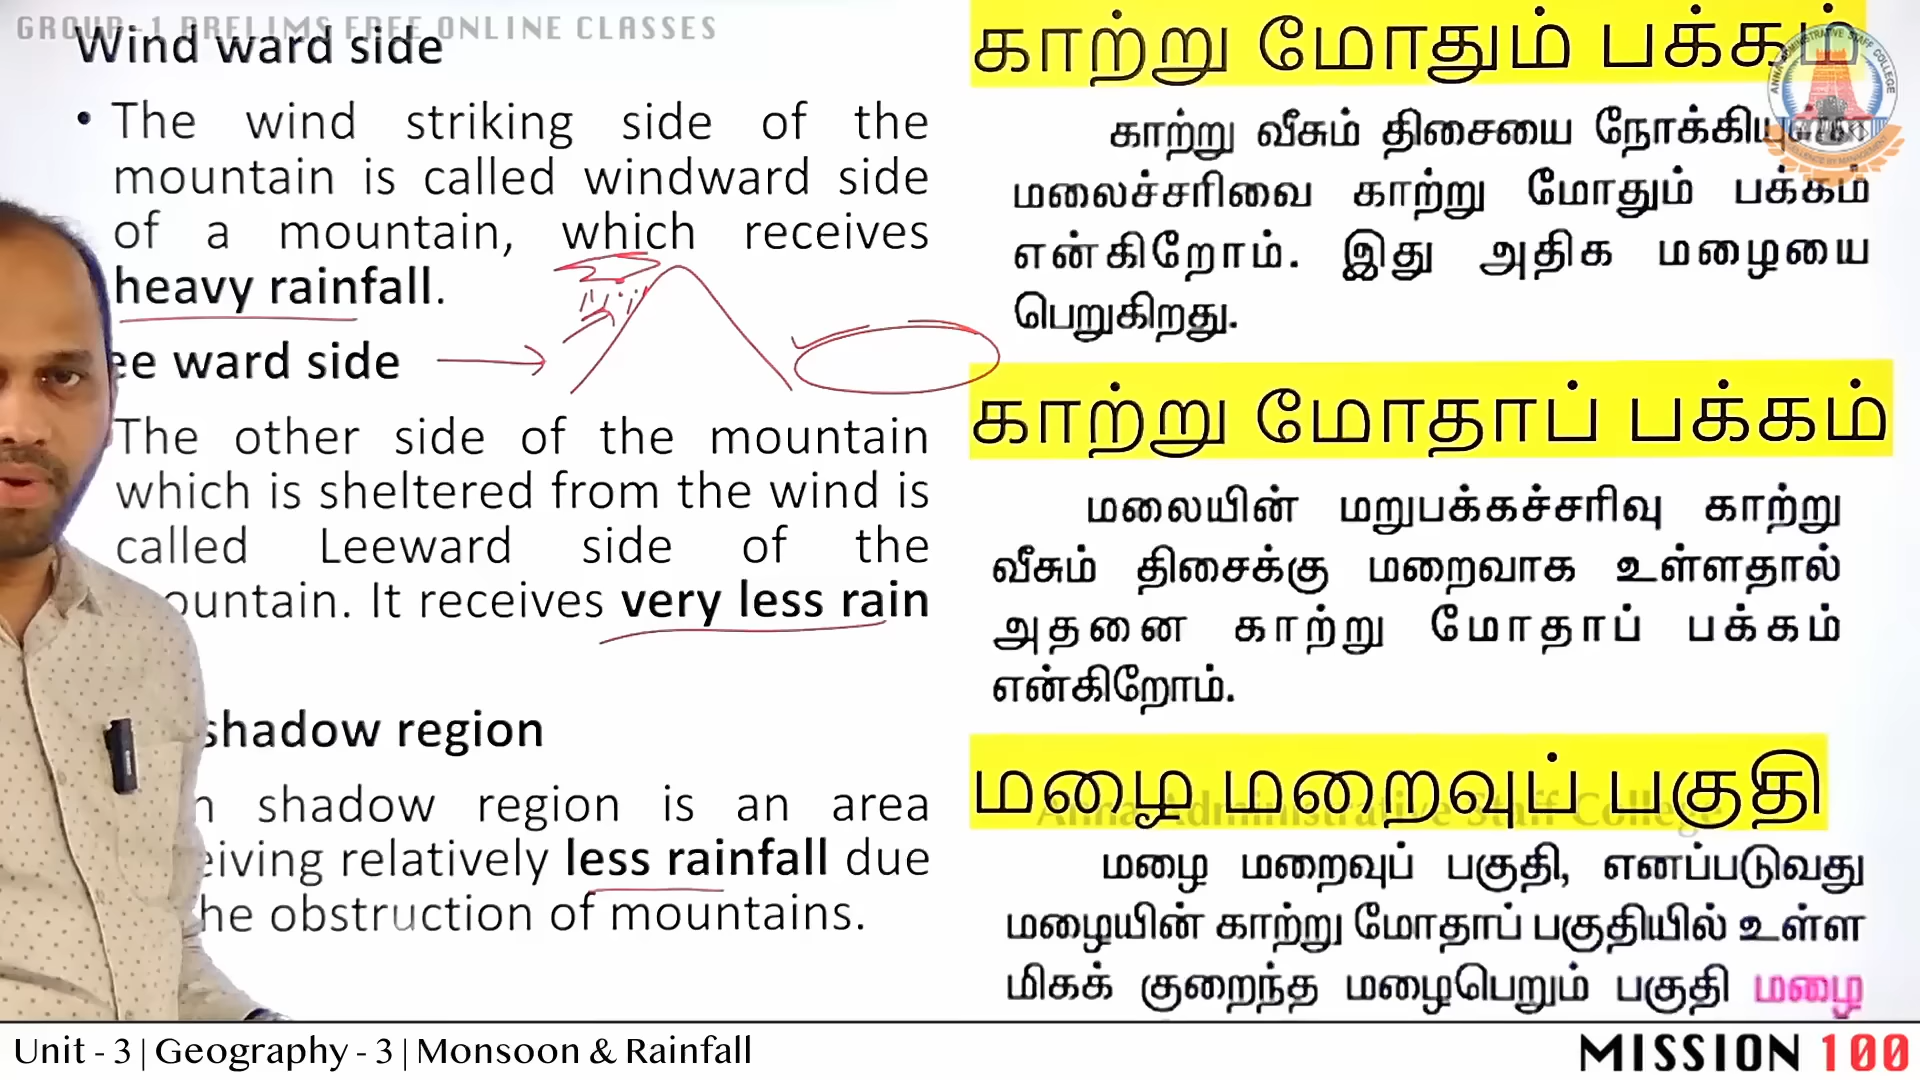 GROUP-1 PRELIMS FREE ONLINE CLASSES
Wind ward side
• The wind striking side of the
mountain is called windward side
of a mountain, which receives
heavy rainfall.
ee ward side
The other side of the mountain
which is sheltered from the wind is
called Leeward side of the
ountain. It receives very less rain
shadow region
n shadow region is an area
eiving relatively less rainfall due
he obstruction of mountains.
காற்று மோதும் பக்கம்
காற்று வீசும் திசையை
மலைச்சரிவை காற்று மோதும் பக்கம்
என்கிறோம். இது அதிக மழையை
பெறுகிறது.
காற்று மோதாப் பக்கம்
மலையின் மறுபக்கச்சரிவு காற்று
வீசும் திசைக்கு மறைவாக உள்ளதால்
அதனை காற்று மோதாப் பக்கம்
என்கிறோம்.
மழை மறைவுப் பகுதி
Anna Administrative Staff College
மழை மறைவுப் பகுதி, எனப்படுவது
மழையின் காற்று மோதாப் பகுதியில் உள்ள
மிகக் குறைந்த மழைபெறும் பகுதி மழை
Unit - 3 | Geography - 3 | Monsoon & Rainfall
MISSION 100